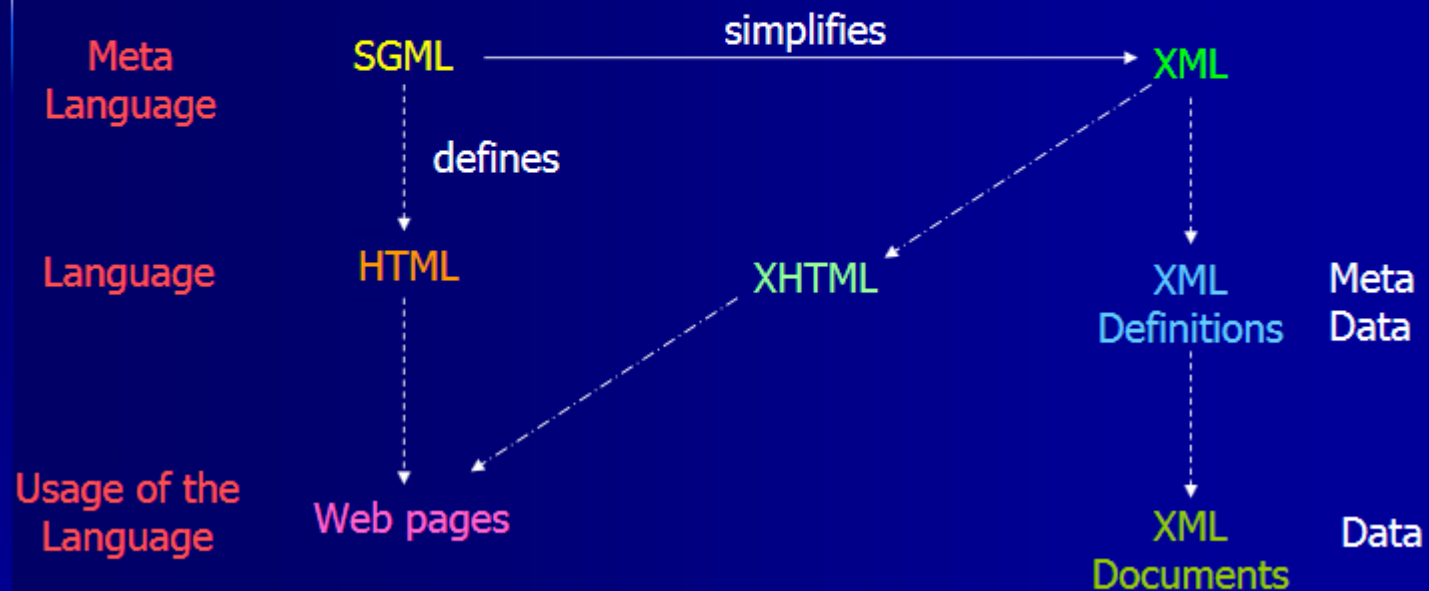 simplifies
Meta
Language
SGML
XML
defines
Language
HTML
XHTML
XML
Definitions
Meta
Data
Usage of the
Language
Web pages
XML
Documents
Data